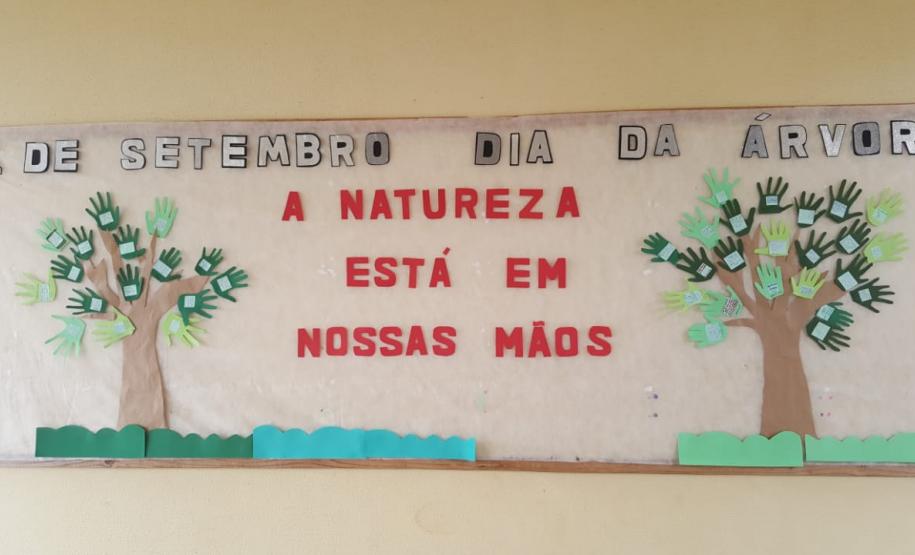 DE SETEMBRO DIA DA ÁRVOR
A NATUREZA
ESTÁ EM
NOSSAS MÃOS